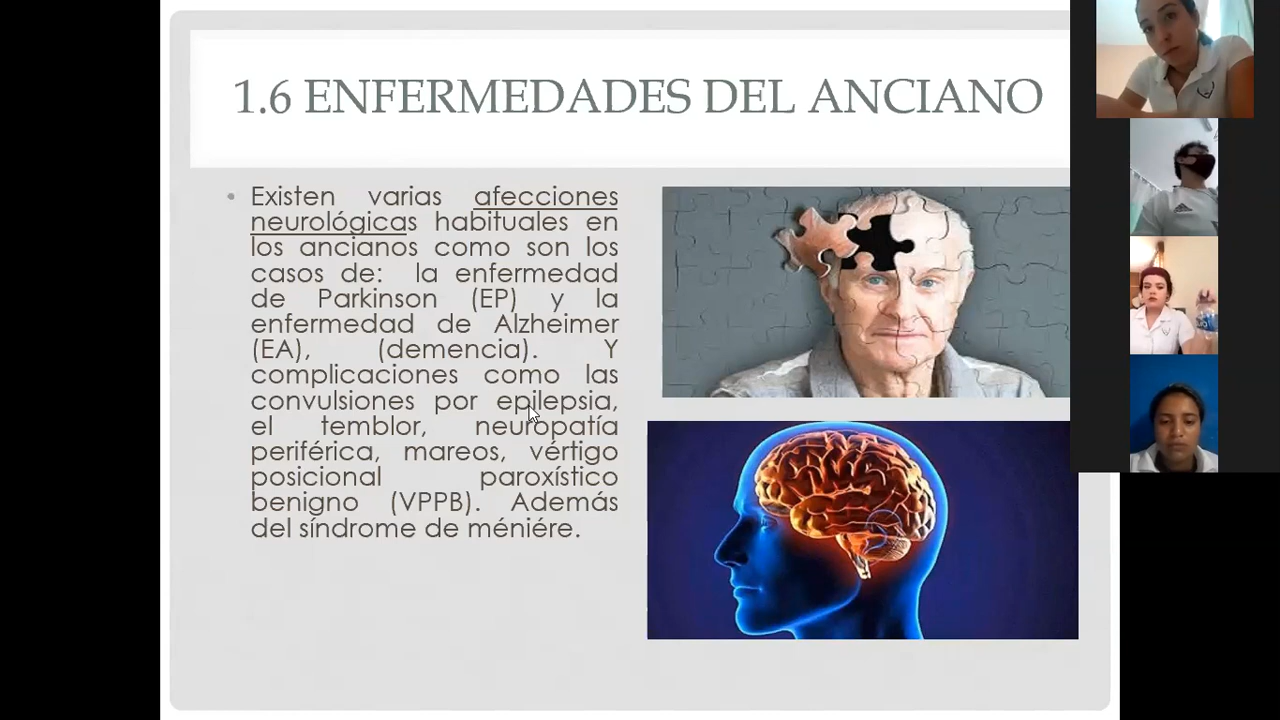 1.6 ENFERMEDADES DEL ANCIANO
• Existen varias afecciones
neurológicas habituales en
los ancianos como son los
casos de: la enfermedad
de Parkinson (EP) y la
enfermedad de Alzheimer
(EA), (demencia). Y
complicaciones como las
convulsiones por epilepsia,
el temblor, neuropatía
periférica, mareos, vértigo
posicional paroxístico
benigno (VPPB). Además
del síndrome de méniére.